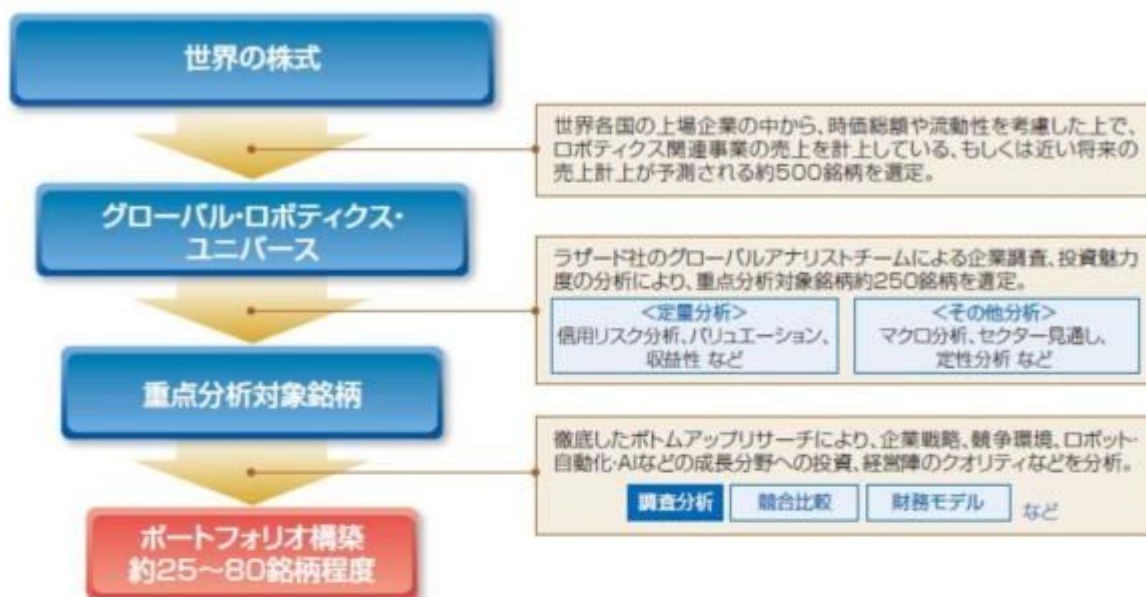 世界の株式
世界各国の上場企業の中から、時価総額や流動性を考慮した上で、
ロボティクス関連事業の売上を計上している、もしくは近い将来の
売上計上が予測される約500銘柄を選定。
グローバル・ロボティクス・
ユニバース
ラザード社のグローバルアナリストチームによる企業調査、投資魅力
度の分析により、重点分析対象銘柄約250銘柄を選定。
<定量分析>
信用リスク分析、バリュエーション、
収益性 など
<その他分析>
マクロ分析、セクター見通し、
定性分析 など
重点分析対象銘柄
徹底したボトムアップリサーチにより、企業戦略、競争環境、ロボット・
自動化・AIなどの成長分野への投資、経営陣のクオリティなどを分析。
調査分析
競合比較
財務モデル
など
ポートフォリオ構築
約25～80銘柄程度